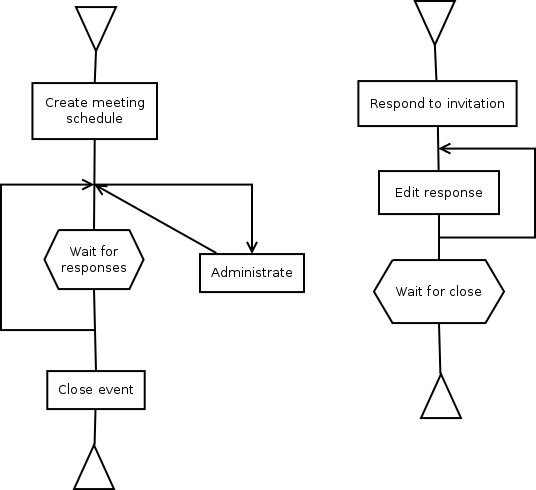 Create meeting
schedule
Wait for
responses
Administrate
Close event
Respond to invitation
Edit response
Wait for close